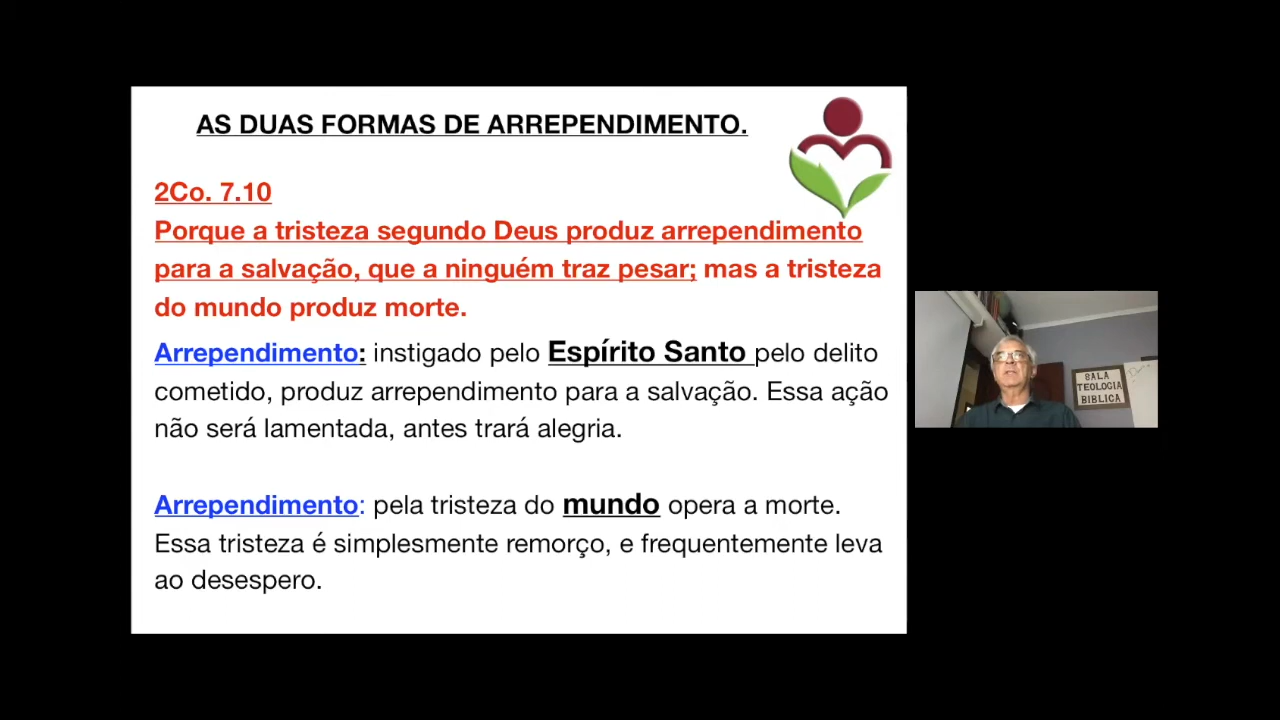 AS DUAS FORMAS DE ARREPENDIMENTO.
2Co. 7.10
Porque a tristeza segundo Deus produz arrependimento
para a salvação, que a ninguém traz pesar; mas a tristeza
do mundo produz morte.
Arrependimento: instigado pelo Espírito Santo pelo delito
cometido, produz arrependimento para a salvação. Essa ação
não será lamentada, antes trará alegria.
Arrependimento: pela tristeza do mundo opera a morte.
Essa tristeza é simplesmente remorço, e frequentemente leva
ao desespero.
SALA
TEOLOGIA
BIBLICA